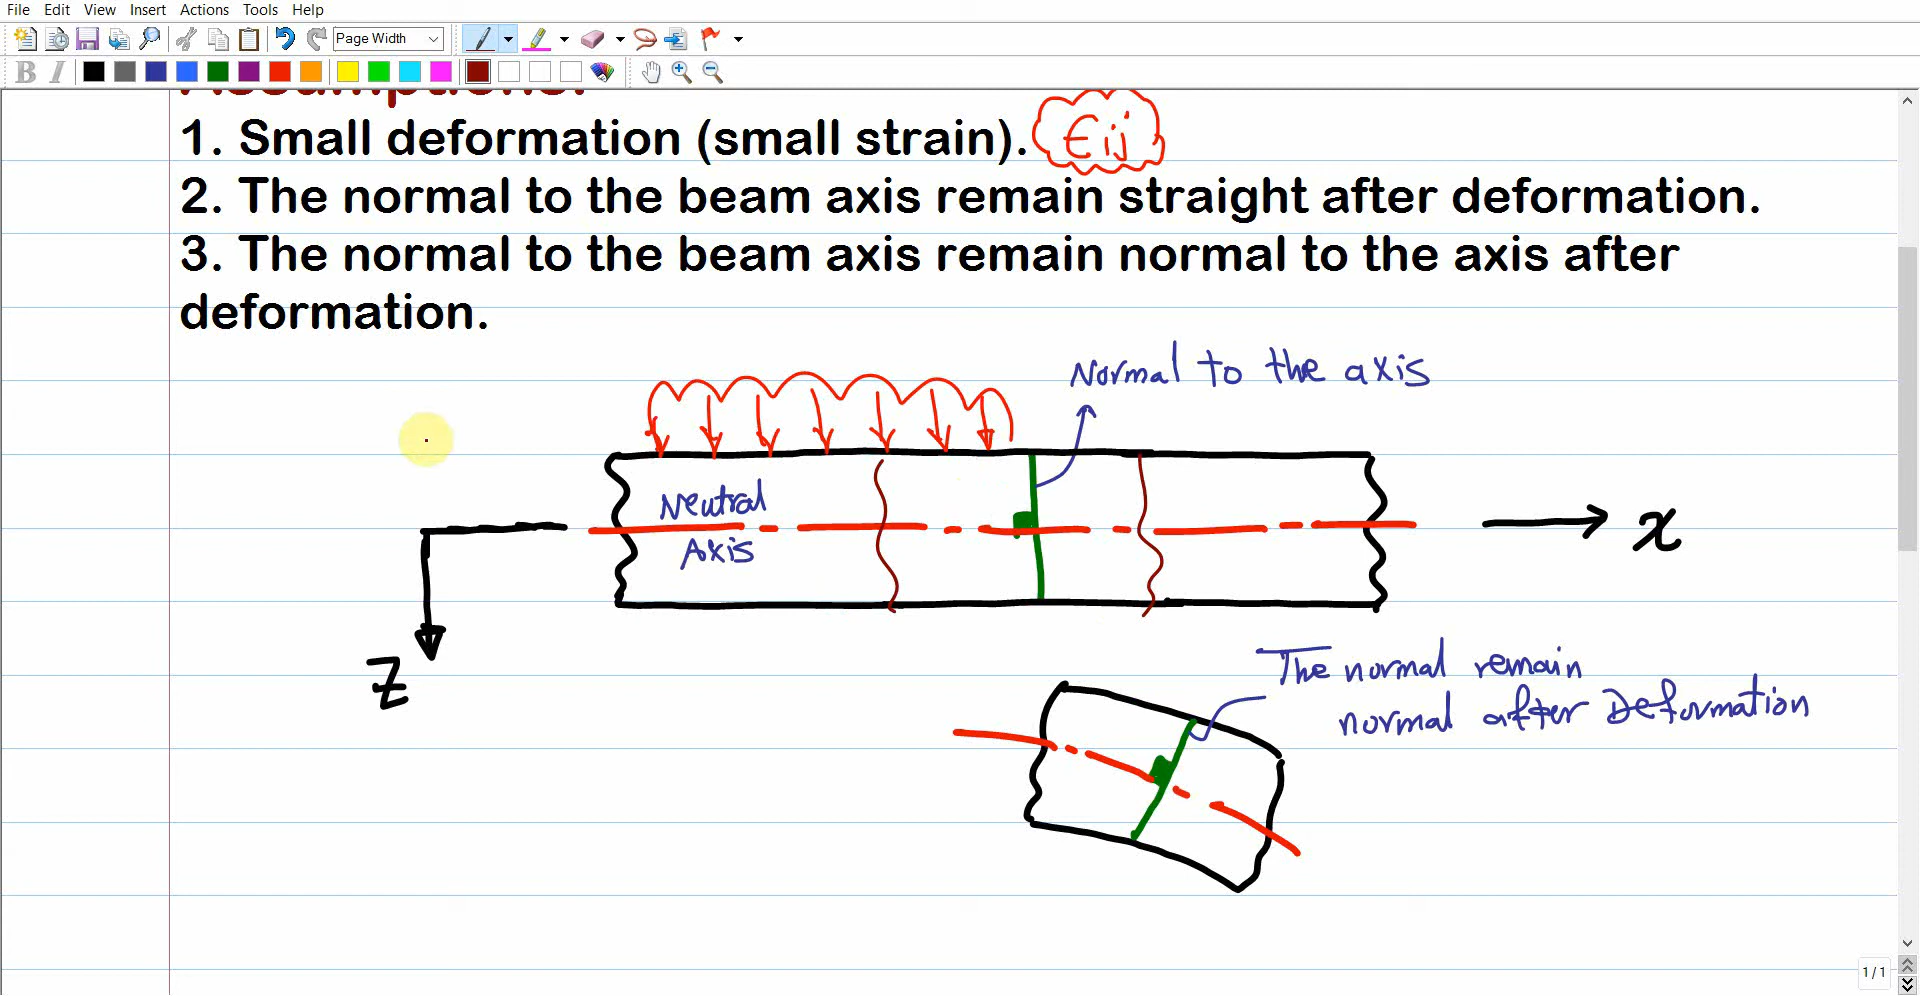 File Edit View Insert Actions Tools Help
Page Width
B I
1. Small deformation (small strain). ϵij
2. The normal to the beam axis remain straight after deformation.
3. The normal to the beam axis remain normal to the axis after
deformation.
Normal to the axis
Neutral
Axis
x
z
The normal remain
normal after Deformation
1/1